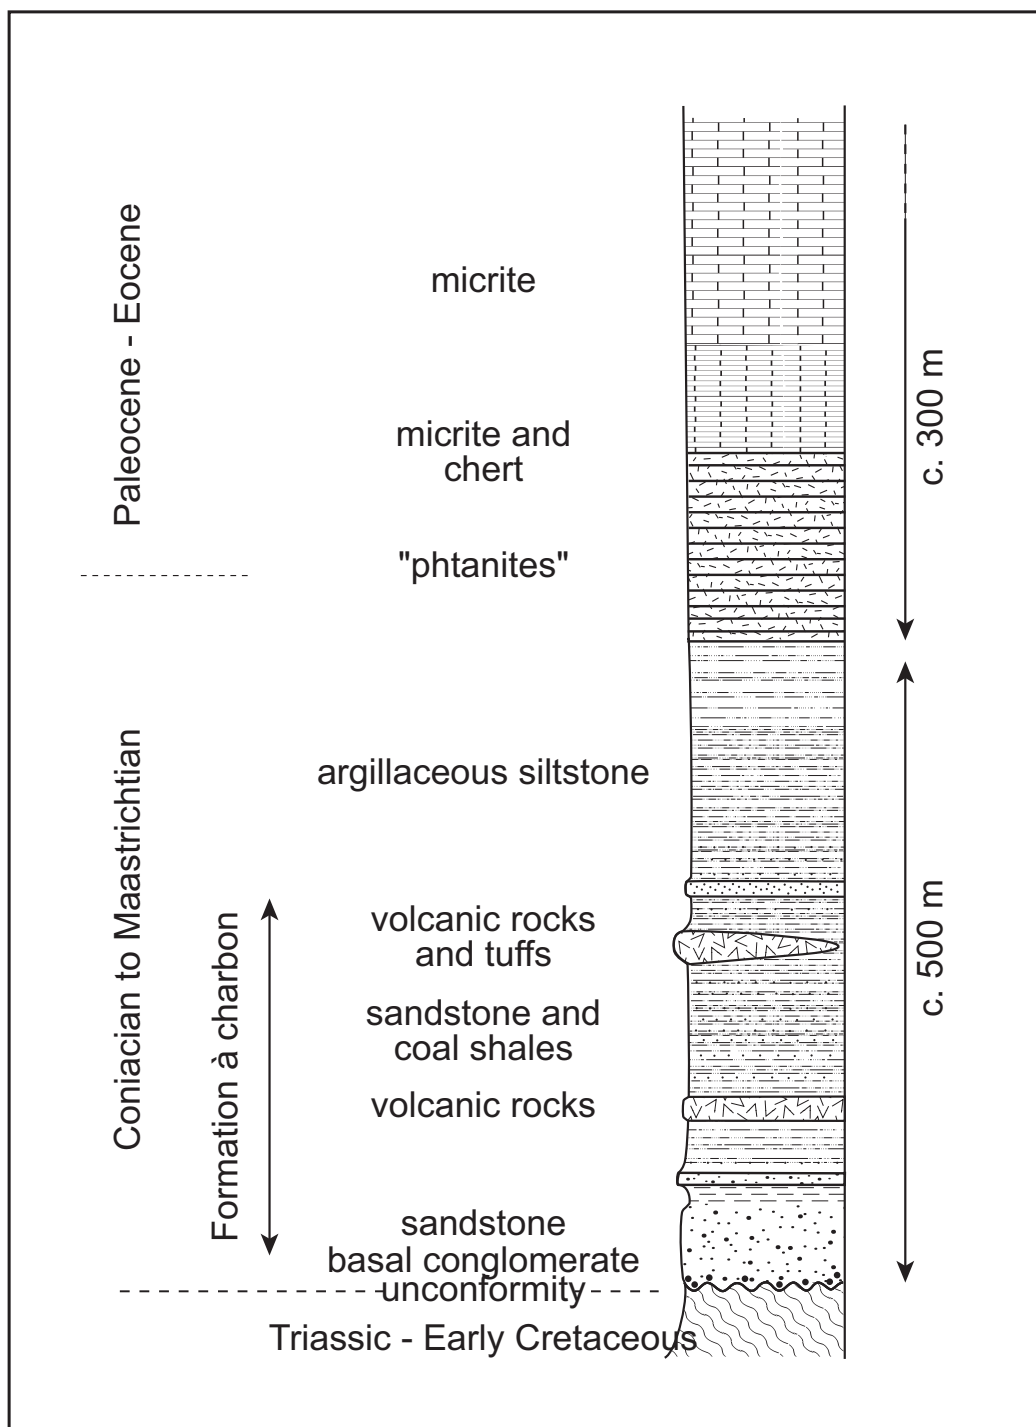 Paleocene - Eocene
micrite
micrite and
chert
"phtanites"
c. 300 m
Coniacian to Maastrichtian
Formation à charbon
argillaceous siltstone
volcanic rocks
and tuffs
sandstone and
coal shales
volcanic rocks
sandstone
basal conglomerate
unconformity
Triassic - Early Cretaceous
c. 500 m